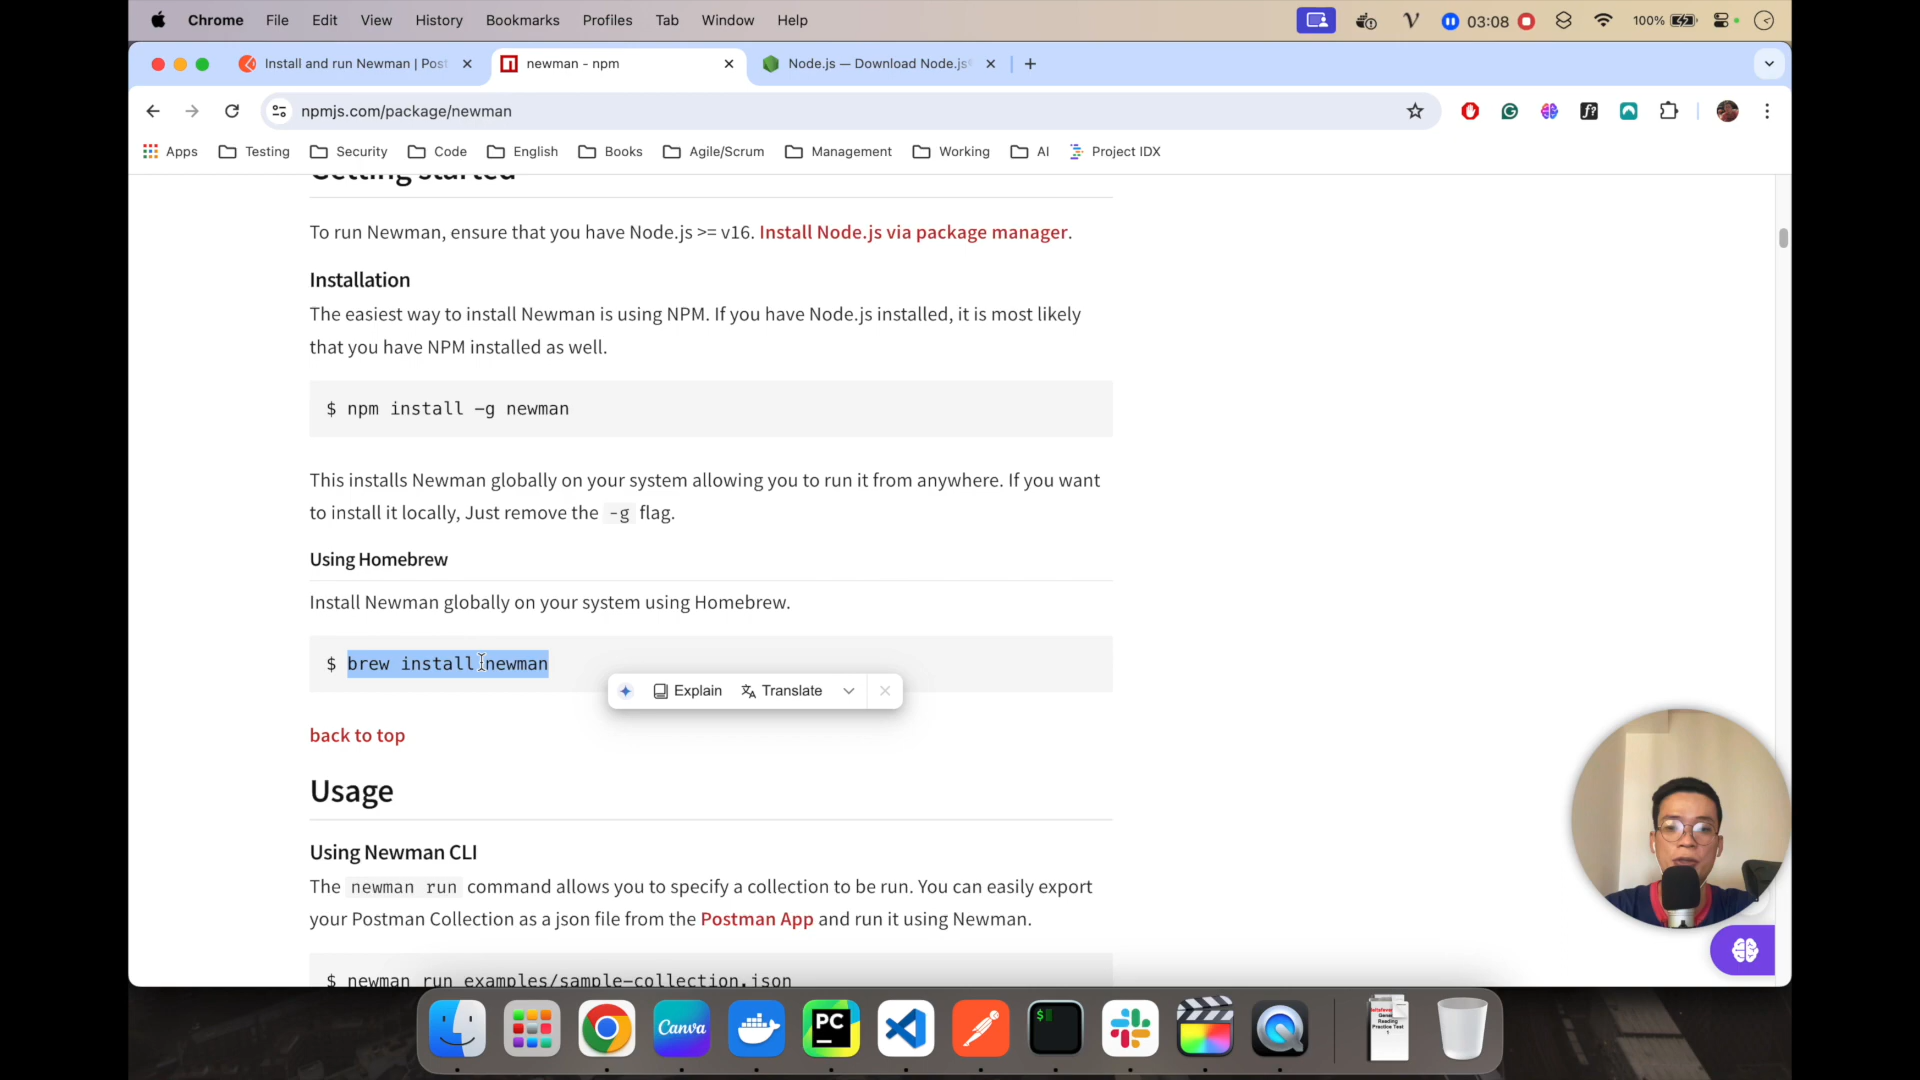 Chrome File Edit View History Bookmarks Profiles Tab Window Help 03:08 100%
Install and run Newman | Post newman - npm Node.js — Download Node.js®
npmjs.com/package/newman
Apps Testing Security Code English Books Agile/Scrum Management Working AI Project IDX
Getting started
To run Newman, ensure that you have Node.js >= v16. Install Node.js via package manager.
Installation
The easiest way to install Newman is using NPM. If you have Node.js installed, it is most likely
that you have NPM installed as well.
$ npm install -g newman
This installs Newman globally on your system allowing you to run it from anywhere. If you want
to install it locally, Just remove the -g flag.
Using Homebrew
Install Newman globally on your system using Homebrew.
$ brew install newman
Explain Translate
back to top
Usage
Using Newman CLI
The newman run command allows you to specify a collection to be run. You can easily export
your Postman Collection as a json file from the Postman App and run it using Newman.
$ newman run examples/sample-collection.json
Canva PC $
General
Reading
Practice Test
1